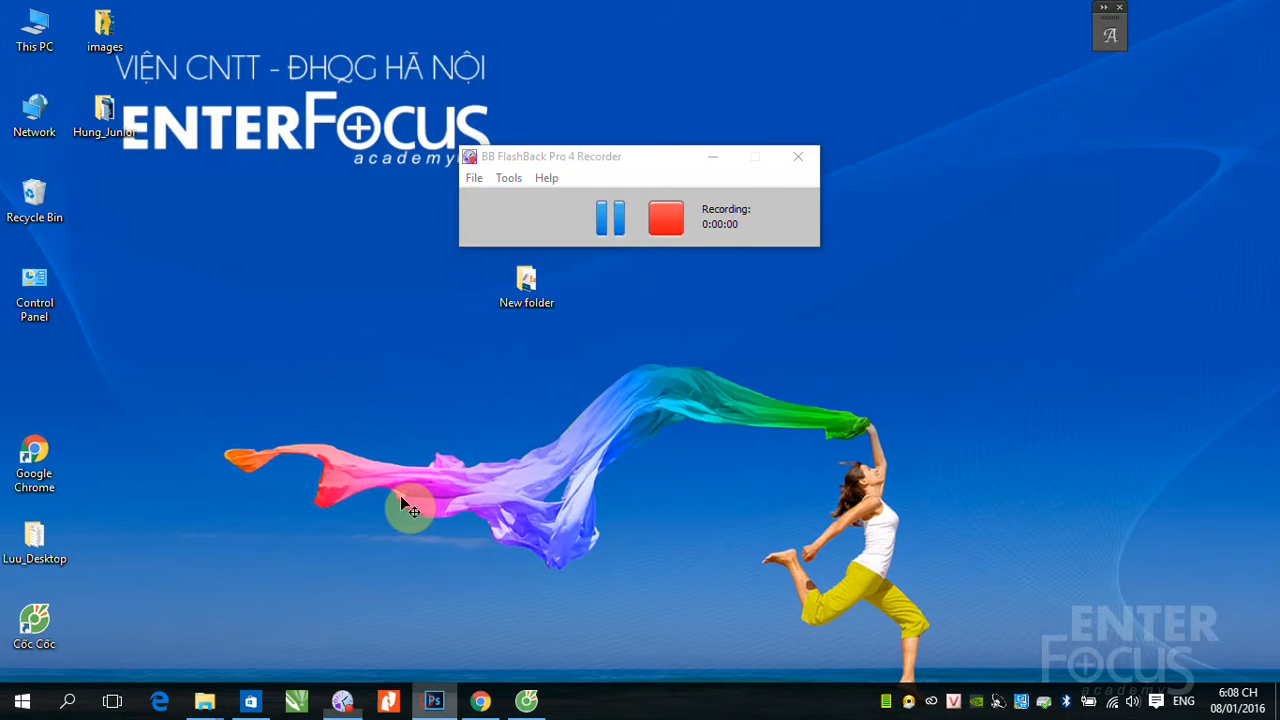 This PC
images
VIỆN CNTT - ĐHQG HÀ NỘI
ENTERFOCUS
academy
Network
Hung_Junior
BB FlashBack Pro 4 Recorder
File Tools Help
Recording:
0:00:00
Recycle Bin
New folder
Control
Panel
Google
Chrome
Luu_Desktop
Cốc Cốc
ENTER
FOCUS
academy
A
Ps
V
ENG
6:08 CH
08/01/2016